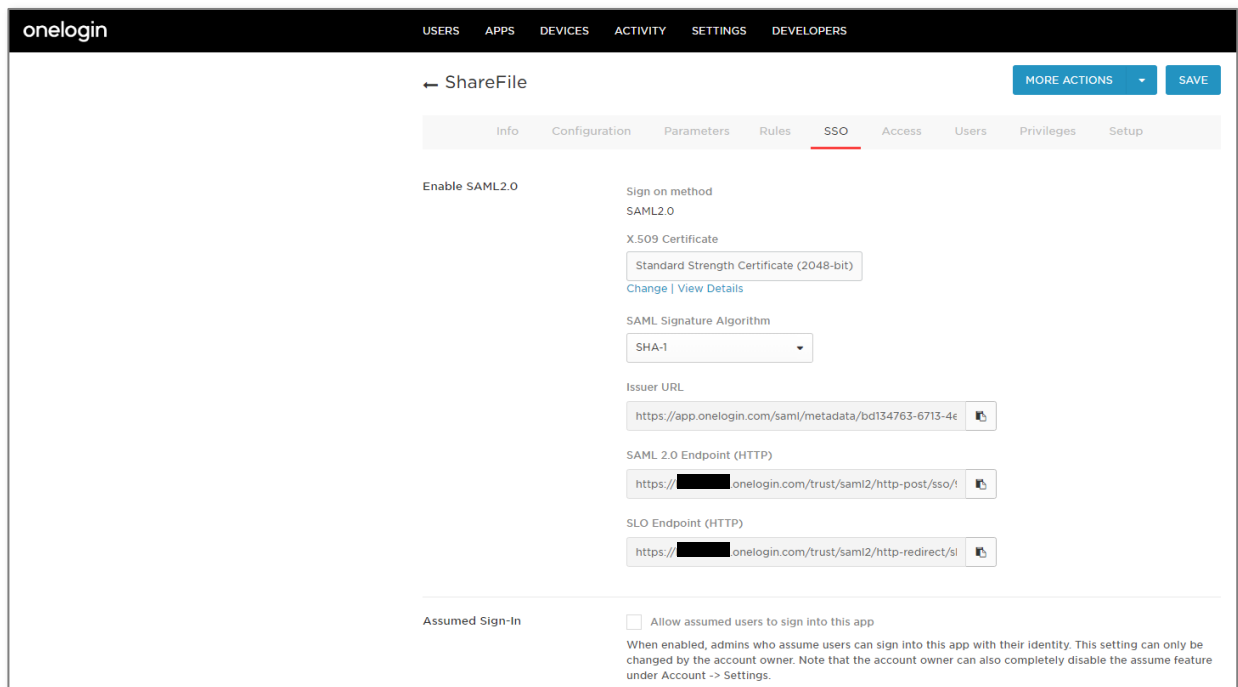 onelogin
USERS APPS DEVICES ACTIVITY SETTINGS DEVELOPERS
← ShareFile
MORE ACTIONS
SAVE
Info Configuration Parameters Rules SSO Access Users Privileges Setup
Enable SAML2.0
Sign on method
SAML2.0
X.509 Certificate
Standard Strength Certificate (2048-bit)
Change | View Details
SAML Signature Algorithm
SHA-1
Issuer URL
https://app.onelogin.com/saml/metadata/bd134763-6713-4e
SAML 2.0 Endpoint (HTTP)
https:// .onelogin.com/trust/saml2/http-post/sso/
SLO Endpoint (HTTP)
https:// .onelogin.com/trust/saml2/http-redirect/sl
Assumed Sign-In
Allow assumed users to sign into this app
When enabled, admins who assume users can sign into this app with their identity. This setting can only be
changed by the account owner. Note that the account owner can also completely disable the assume feature
under Account -> Settings.